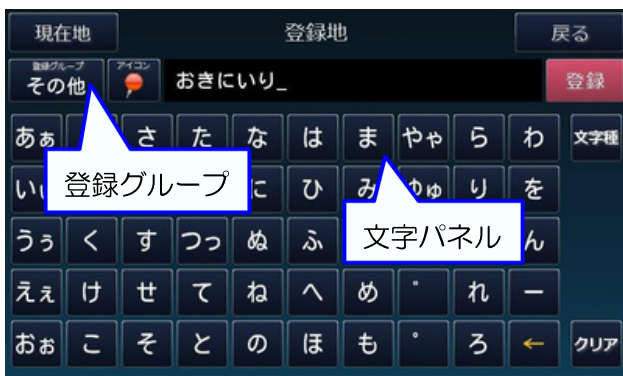 現在地 登録地 戻る
登録グループ アイコン
その他 おきにいり_ 登録
あぁ さ た な は ま やゃ ら わ 文字種
登録グループ
い に ひ み ゆゅ り を
文字パネル
うぅ く す つっ ぬ ふ ん
えぇ け せ て ね へ め ゛ れ ー
おぉ こ そ と の ほ も ゜ ろ ← クリア